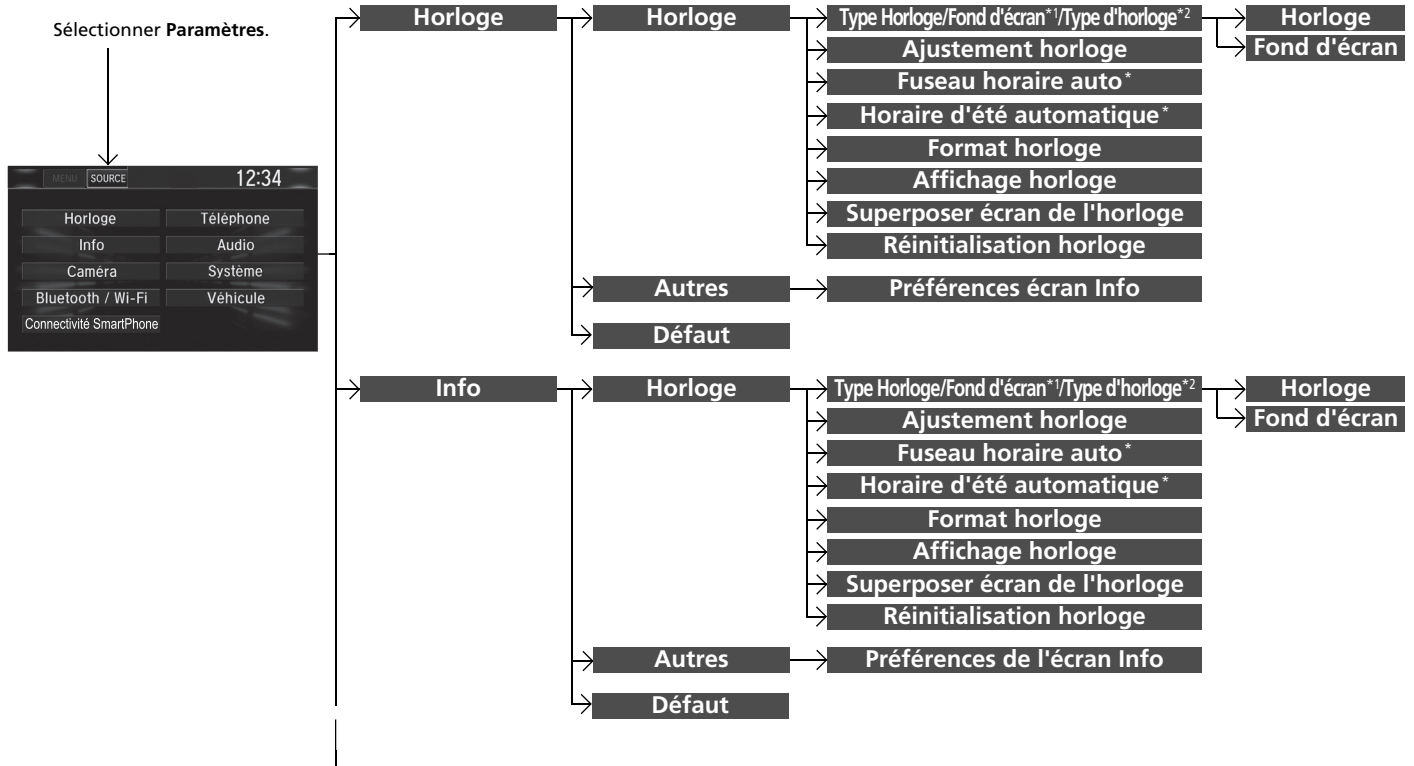 Sélectionner Paramètres.
MENU SOURCE 12:34
Horloge Téléphone
Info Audio
Caméra Système
Bluetooth / Wi-Fi Véhicule
Connectivité SmartPhone
Horloge
Horloge
Type Horloge/Fond d'écran*1/Type d'horloge*2
Horloge
Fond d'écran
Ajustement horloge
Fuseau horaire auto*
Horaire d'été automatique*
Format horloge
Affichage horloge
Superposer écran de l'horloge
Réinitialisation horloge
Autres
Préférences écran Info
Défaut
Info
Horloge
Type Horloge/Fond d'écran*1/Type d'horloge*2
Horloge
Fond d'écran
Ajustement horloge
Fuseau horaire auto*
Horaire d'été automatique*
Format horloge
Affichage horloge
Superposer écran de l'horloge
Réinitialisation horloge
Autres
Préférences de l'écran Info
Défaut